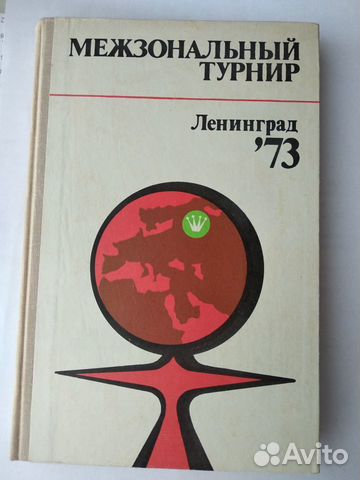 МЕЖЗОНАЛЬНЫЙ
ТУРНИР
Ленинград
'73
Avito